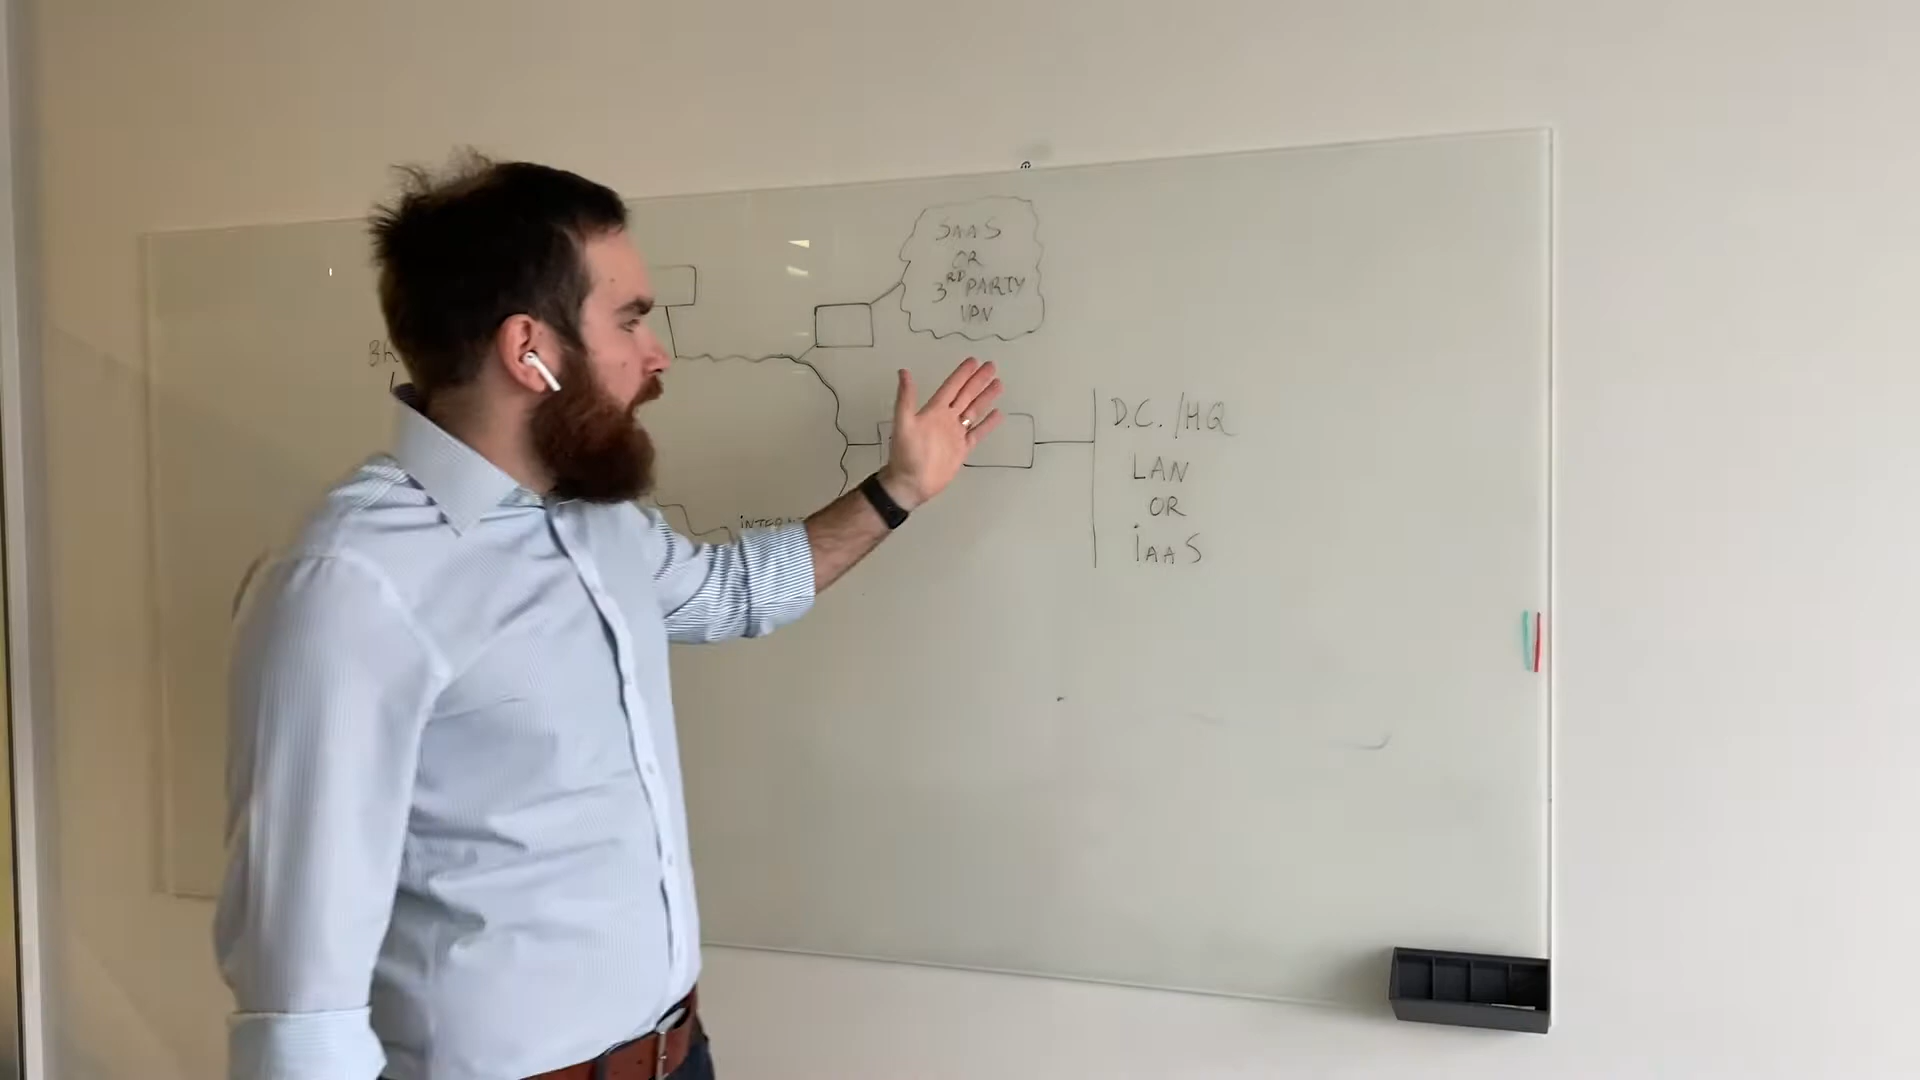 SAAS
OR
3RD PARTY
VPN
D.C. /HQ
LAN
OR
iAAS